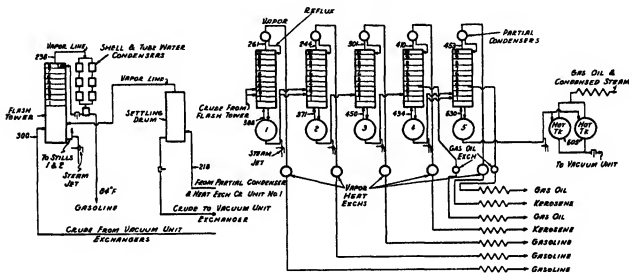 238
VAPOR LINE
SHELL & TUBE WATER
CONDENSERS
VAPOR LINE
FLASH
TOWER
300
SETTLING
DRUM
TO STILLS
1 & 2
STEAM
JET
84°F
GASOLINE
218
FROM PARTIAL CONDENSER
& HEAT EXCH CR. UNIT NO. 1
CRUDE TO VACUUM UNIT
EXCHANGER
CRUDE FROM VACUUM UNIT
EXCHANGERS
VAPOR
REFLUX
261
244
301
410
453
PARTIAL
CONDENSERS
CRUDE FROM
FLASH TOWER
388
371
450
434
630
1
2
3
4
5
STEAM
JET
VAPOR
HEAT
EXCHS
GAS OIL
EXCH
GAS OIL &
CONDENSED STEAM
HOT
TK
HOT
TK
605
TO VACUUM UNIT
GAS OIL
KEROSENE
GAS OIL
KEROSENE
GASOLINE
GASOLINE
GASOLINE